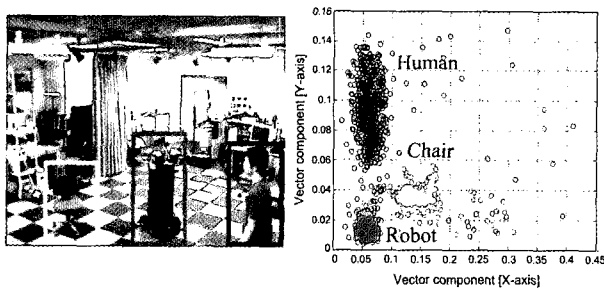 0.16
0.14
0.12
0.10
0.08
0.06
0.04
0.02
0
Vector component [Y-axis]
Human
Chair
Robot
0 0.05 0.1 0.15 0.2 0.25 0.3 0.35 0.4 0.45
Vector component [X-axis]